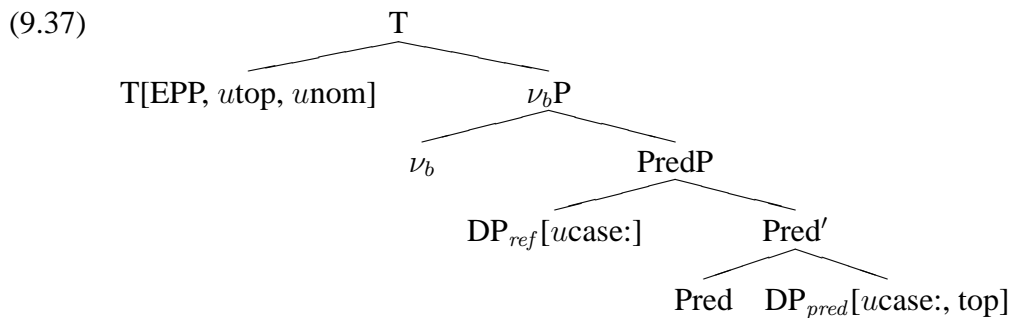 (9.37) T
T[EPP, utop, unom] ν_bP
ν_b PredP
DP_ref[ucase:] Pred′
Pred DP_pred[ucase:, top]